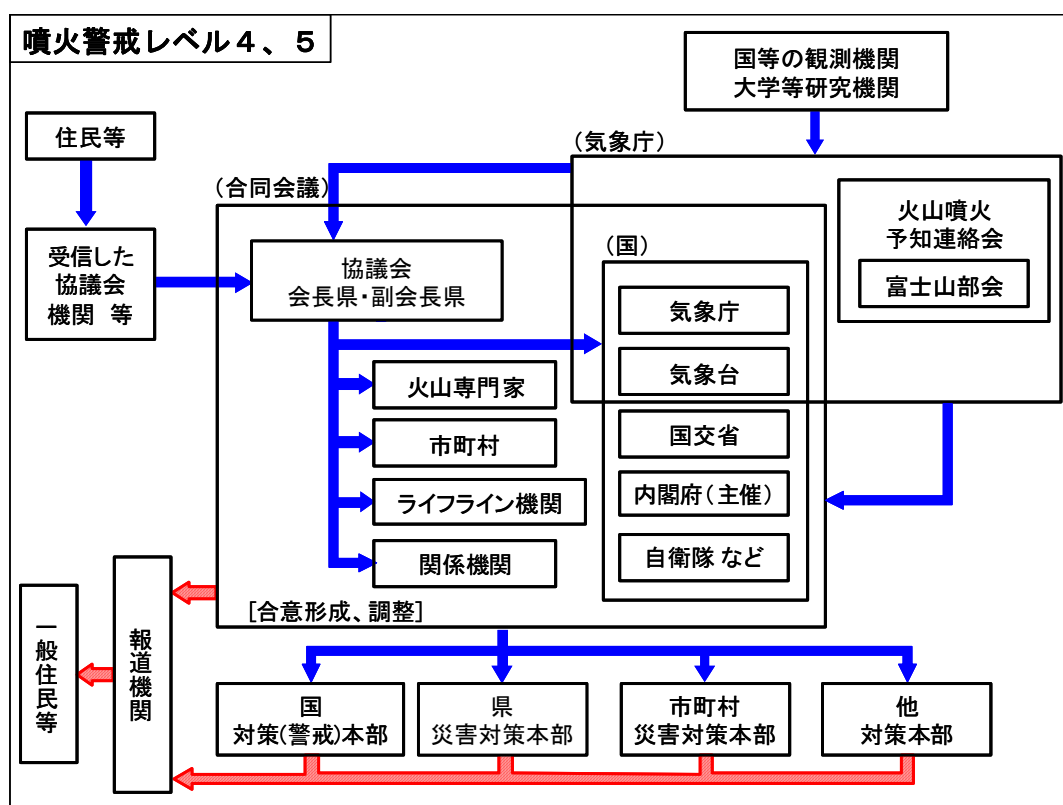 噴火警戒レベル４、５
国等の観測機関
大学等研究機関
住民等
（気象庁）
（合同会議）
火山噴火
予知連絡会
富士山部会
受信した
協議会
機関　等
協議会
会長県・副会長県
（国）
気象庁
気象台
国交省
内閣府（主催）
自衛隊 など
火山専門家
市町村
ライフライン機関
関係機関
[合意形成、調整]
一般住民等
報道機関
国
対策(警戒)本部
県
災害対策本部
市町村
災害対策本部
他
対策本部